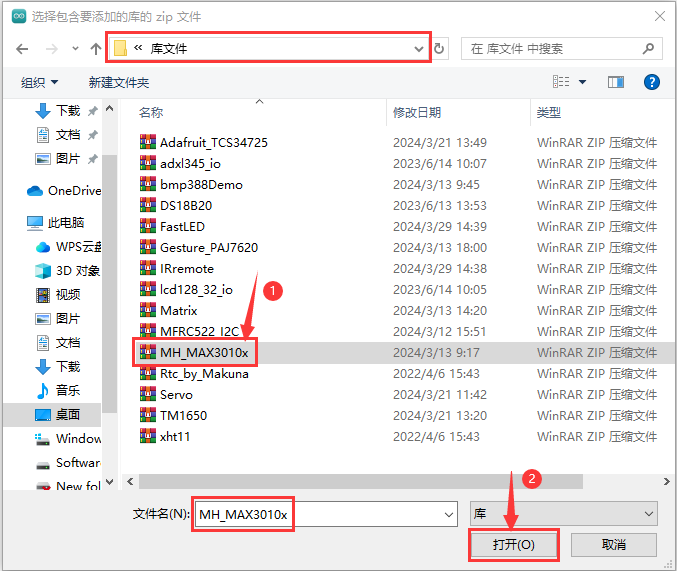 选择包含要添加的库的 zip 文件
« 库文件
在 库文件 中搜索
组织 新建文件夹
名称 修改日期 类型
下载
文档
图片
OneDrive
此电脑
WPS云盘
3D 对象
视频
图片
文档
下载
音乐
桌面
Window
Software
New fol
Adafruit_TCS34725 2024/3/21 13:49 WinRAR ZIP 压缩文件
adxl345_io 2023/6/14 10:07 WinRAR ZIP 压缩文件
bmp388Demo 2024/3/13 9:45 WinRAR ZIP 压缩文件
DS18B20 2023/6/13 13:53 WinRAR ZIP 压缩文件
FastLED 2024/3/29 14:39 WinRAR ZIP 压缩文件
Gesture_PAJ7620 2024/3/13 18:00 WinRAR ZIP 压缩文件
IRremote 2024/3/29 14:38 WinRAR ZIP 压缩文件
lcd128_32_io 2023/6/14 10:05 WinRAR ZIP 压缩文件
Matrix 2024/3/13 14:20 WinRAR ZIP 压缩文件
MFRC522_I2C 2024/3/12 15:51 WinRAR ZIP 压缩文件
MH_MAX3010x 2024/3/13 9:17 WinRAR ZIP 压缩文件
Rtc_by_Makuna 2022/4/6 15:43 WinRAR ZIP 压缩文件
Servo 2024/3/21 11:42 WinRAR ZIP 压缩文件
TM1650 2024/3/21 13:20 WinRAR ZIP 压缩文件
xht11 2022/4/6 15:43 WinRAR ZIP 压缩文件
1
2
文件名(N): MH_MAX3010x 库
打开(O) 取消